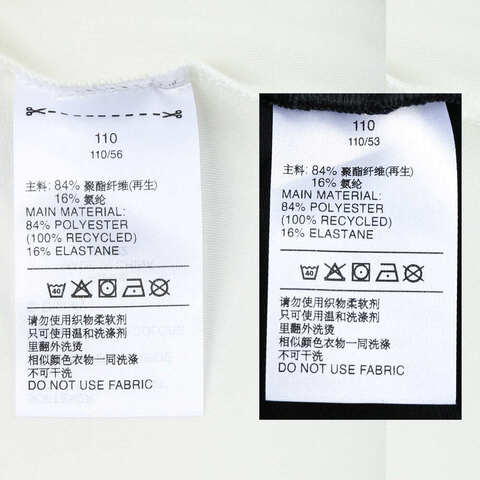 110
110/56
主料: 84% 聚酯纤维(再生)
16% 氨纶
MAIN MATERIAL:
84% POLYESTER
(100% RECYCLED)
16% ELASTANE
40
请勿使用织物柔软剂
只可使用温和洗涤剂
里翻外洗烫
相似颜色衣物一同洗涤
不可干洗
DO NOT USE FABRIC
110
110/53
主料: 84% 聚酯纤维(再生)
16% 氨纶
MAIN MATERIAL:
84% POLYESTER
(100% RECYCLED)
16% ELASTANE
40
请勿使用织物柔软剂
只可使用温和洗涤剂
里翻外洗烫
相似颜色衣物一同洗涤
不可干洗
DO NOT USE FABRIC